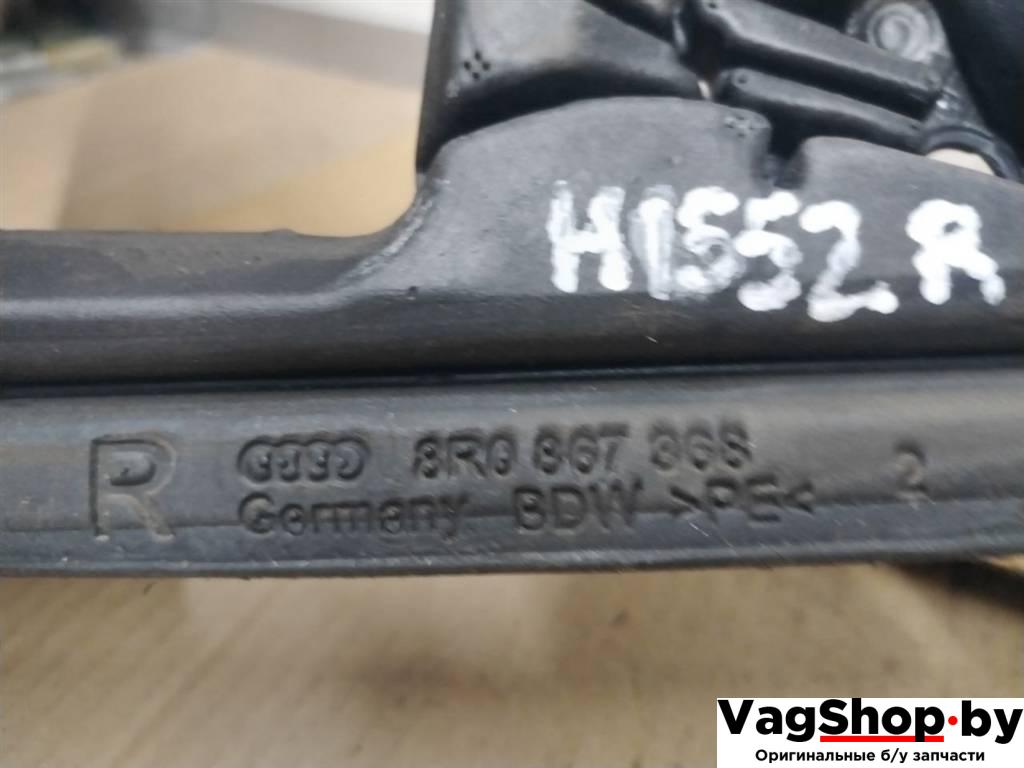 H1552 R
R 8R0 867 368 2
Germany BDW >PE<
VagShop.by
Оригинальные б/у запчасти